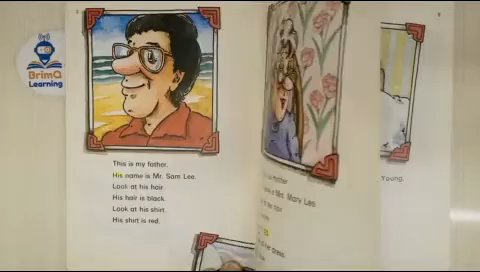 BrimQ
Learning
This is my father.
His name is Mr. Sam Lee.
Look at his hair.
His hair is black.
Look at his shirt.
His shirt is red.
Mrs. Mary Lee.
dress.
Young.